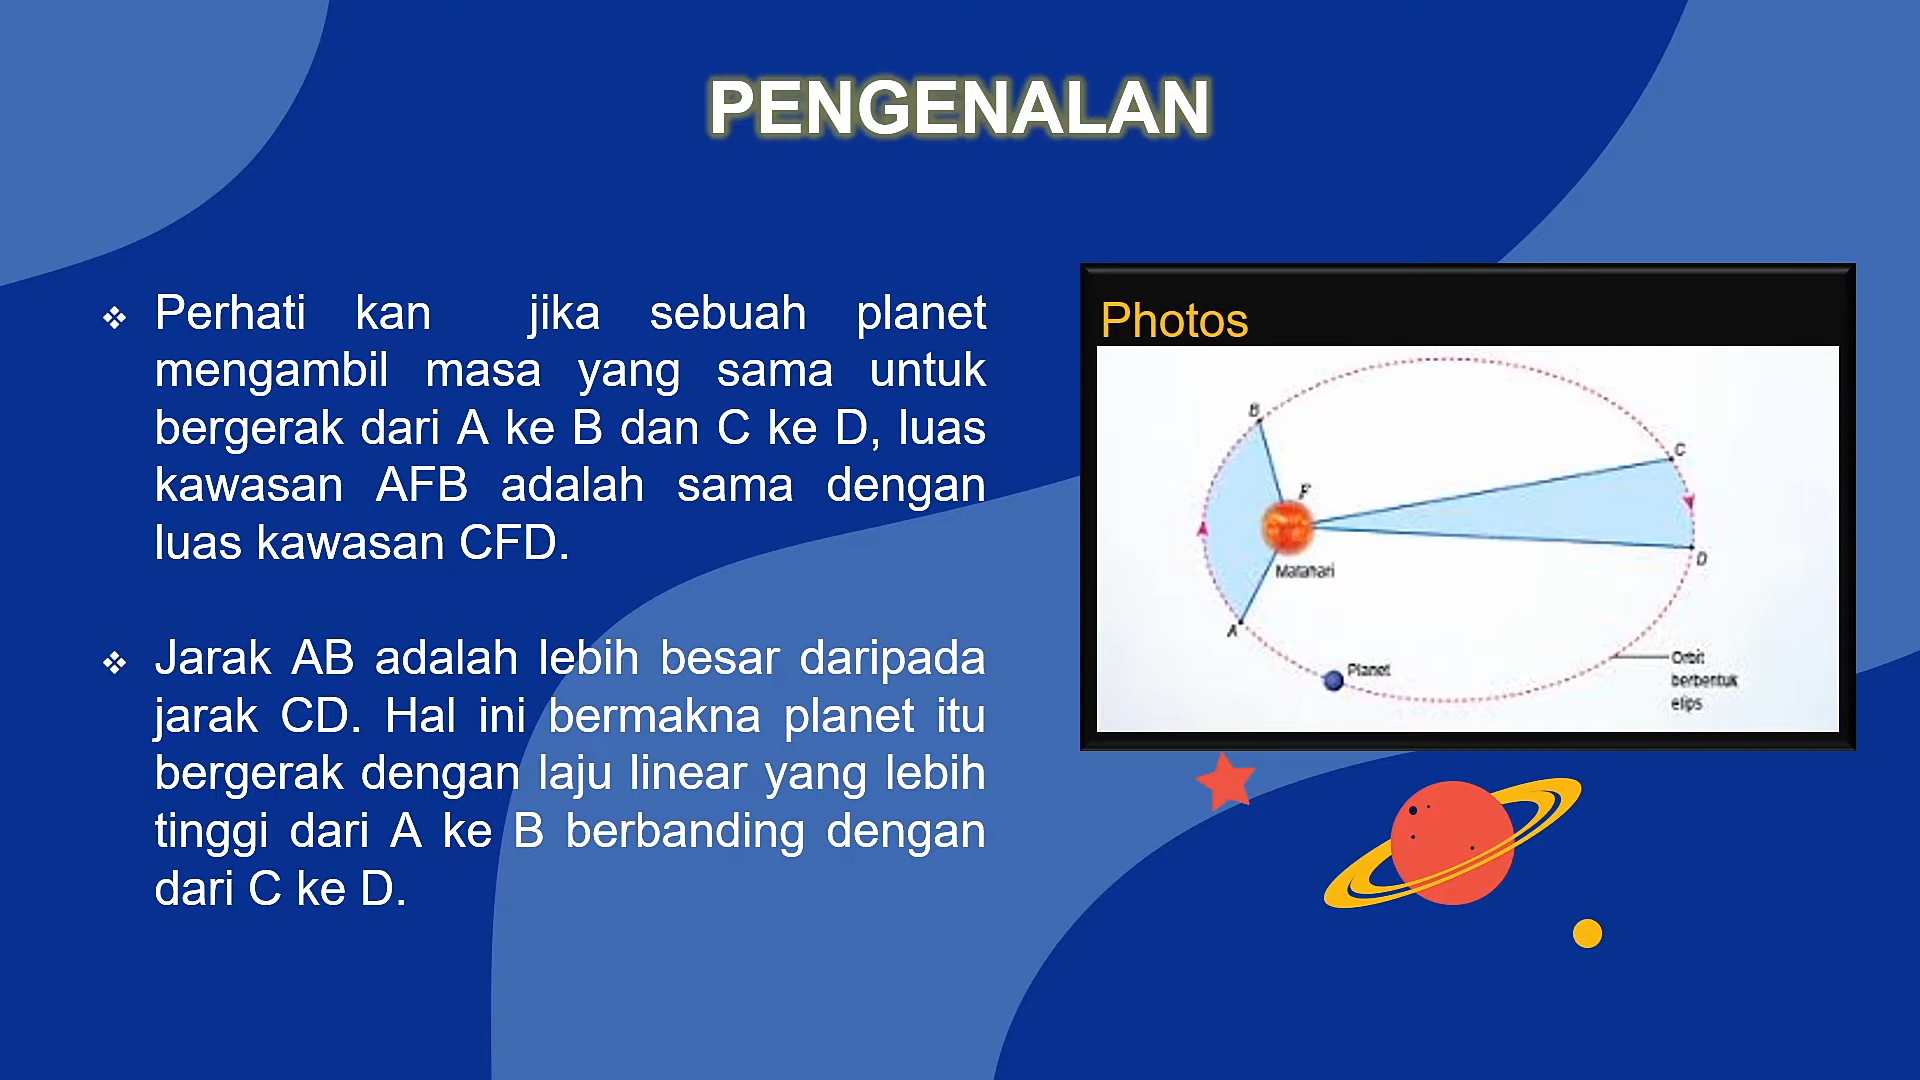 PENGENALAN
❖ Perhati kan jika sebuah planet
mengambil masa yang sama untuk
bergerak dari A ke B dan C ke D, luas
kawasan AFB adalah sama dengan
luas kawasan CFD.
❖ Jarak AB adalah lebih besar daripada
jarak CD. Hal ini bermakna planet itu
bergerak dengan laju linear yang lebih
tinggi dari A ke B berbanding dengan
dari C ke D.
Photos
B
C
F
D
Matahari
A
Planet
Orbit
berbentuk
elips